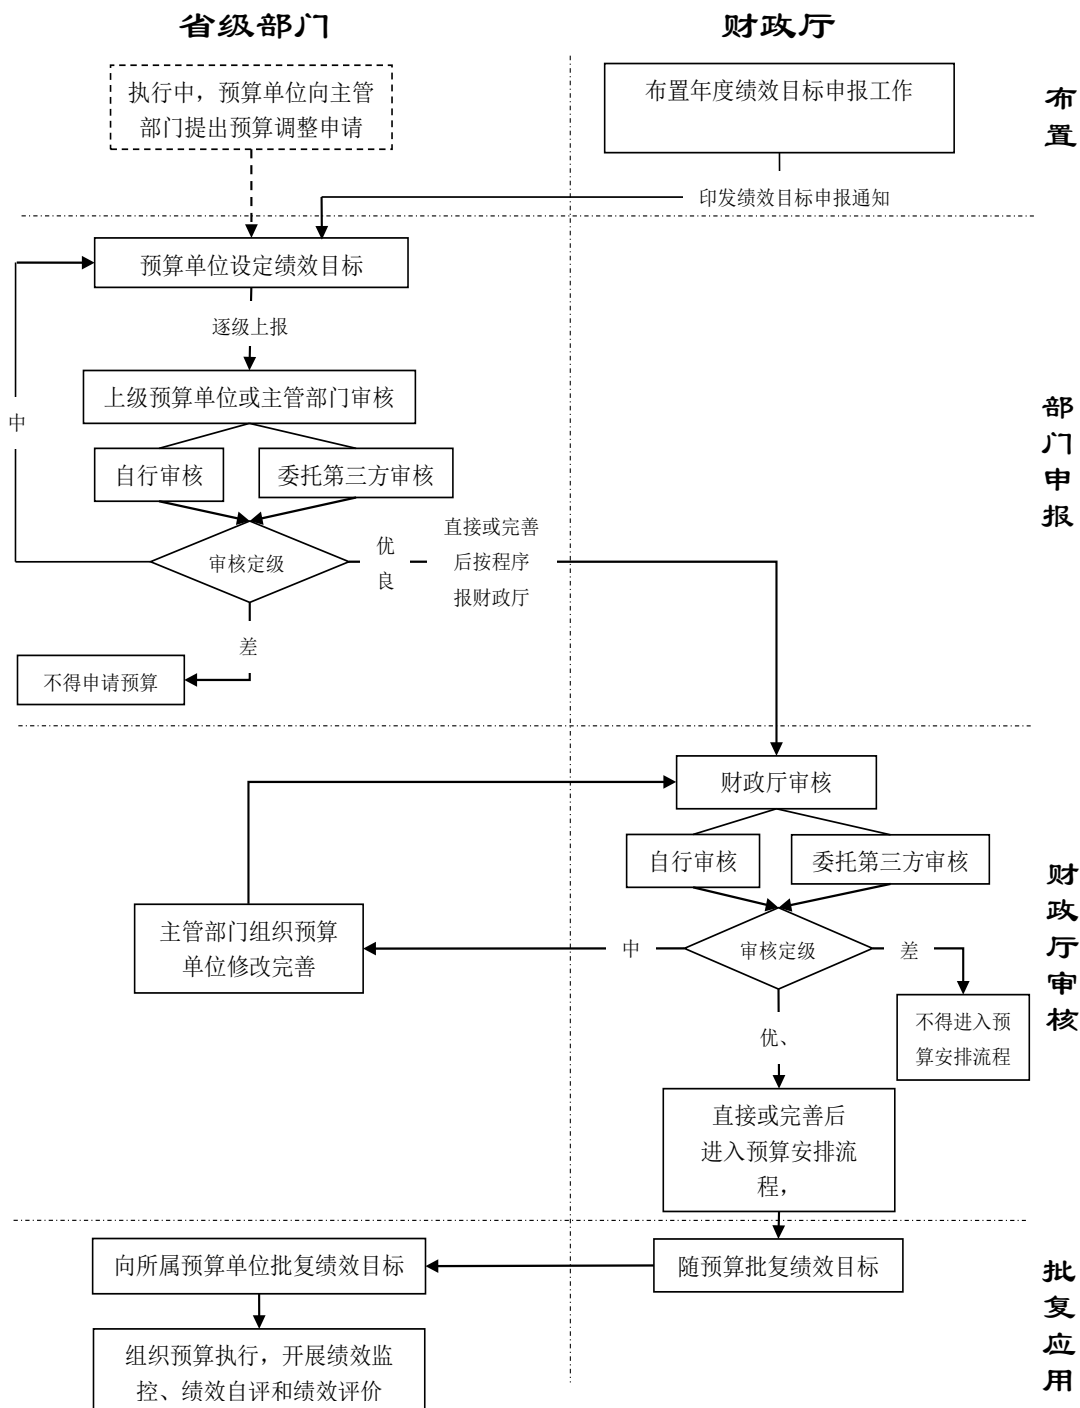 省级部门
财政厅
执行中，预算单位向主管
部门提出预算调整申请
布置年度绩效目标申报工作
布
置
印发绩效目标申报通知
预算单位设定绩效目标
逐级上报
上级预算单位或主管部门审核
中
自行审核
委托第三方审核
部
门
申
报
审核定级
优
良
直接或完善
后按程序
报财政厅
差
不得申请预算
财政厅审核
自行审核
委托第三方审核
财
政
厅
审
核
主管部门组织预算
单位修改完善
中
审核定级
差
不得进入预
算安排流程
优、
直接或完善后
进入预算安排流
程，
向所属预算单位批复绩效目标
随预算批复绩效目标
批
复
应
用
组织预算执行，开展绩效监
控、绩效自评和绩效评价